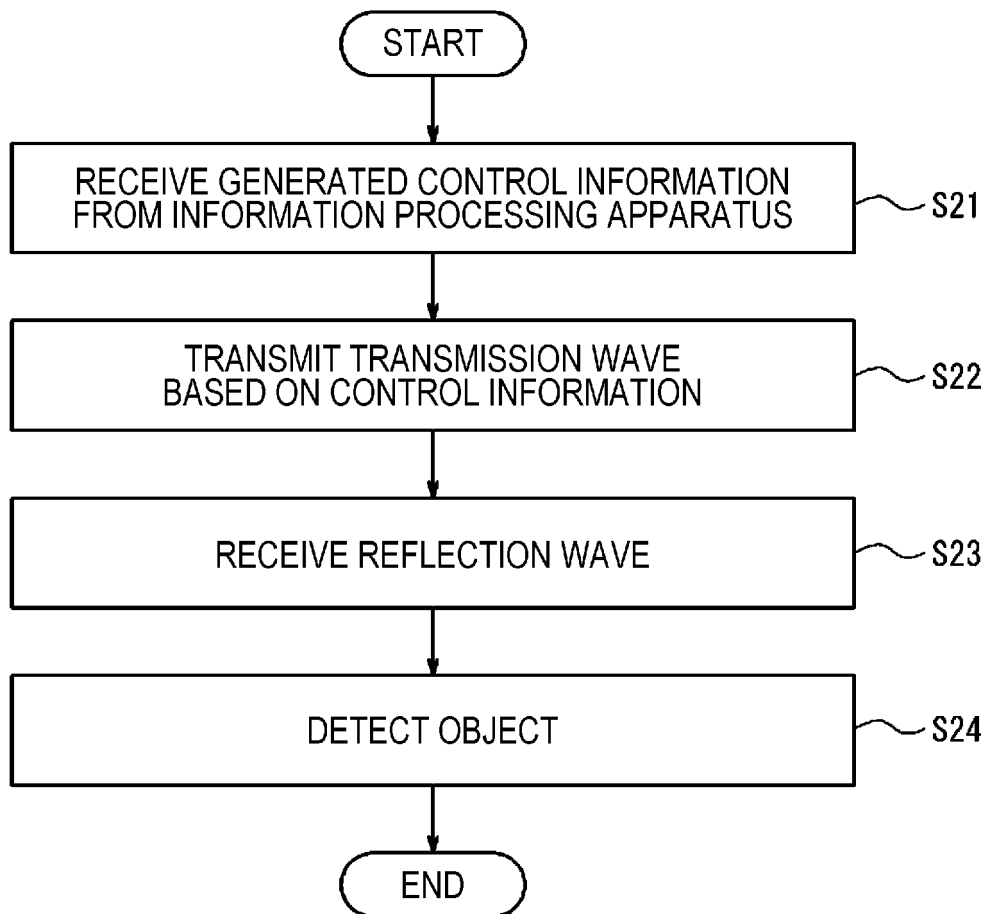 START
RECEIVE GENERATED CONTROL INFORMATION
FROM INFORMATION PROCESSING APPARATUS
S21
TRANSMIT TRANSMISSION WAVE
BASED ON CONTROL INFORMATION
S22
RECEIVE REFLECTION WAVE
S23
DETECT OBJECT
S24
END